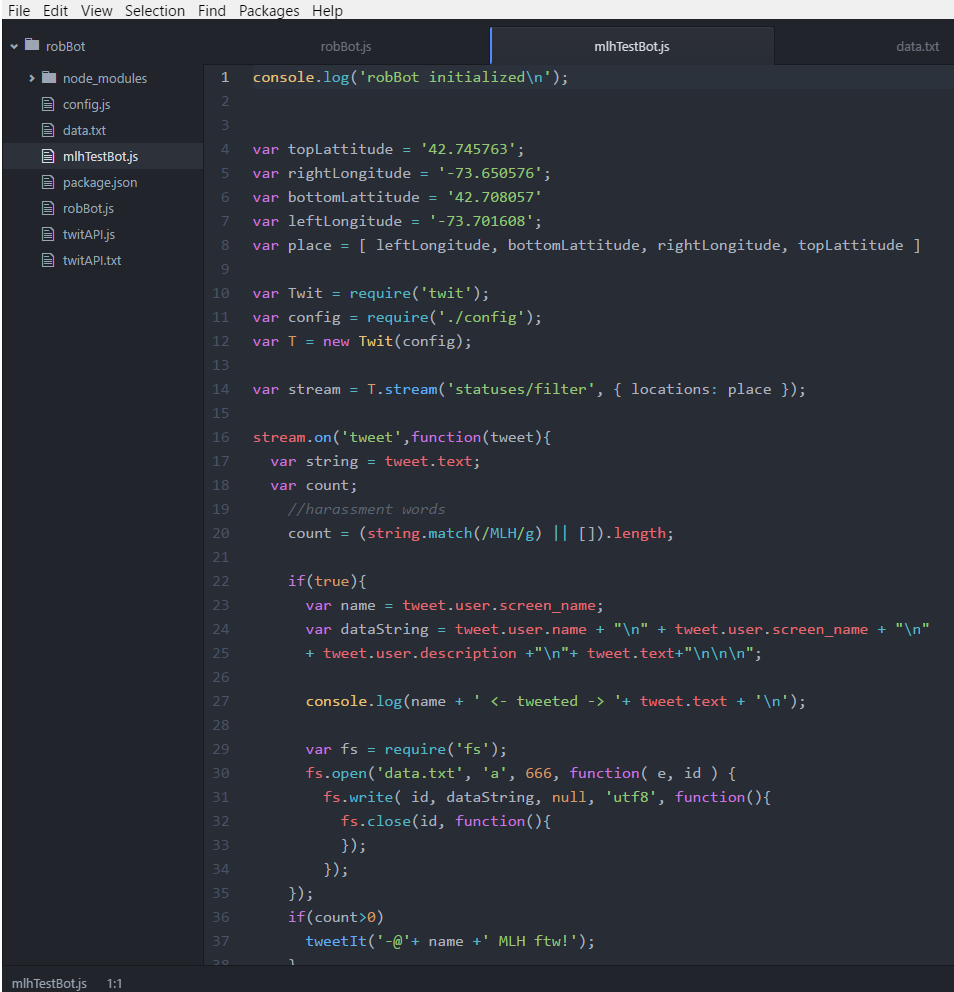 File Edit View Selection Find Packages Help
robBot
node_modules
config.js
data.txt
mlhTestBot.js
package.json
robBot.js
twitAPI.js
twitAPI.txt
robBot.js mlhTestBot.js data.txt
1 console.log('robBot initialized\n');
2
3
4 var topLattitude = '42.745763';
5 var rightLongitude = '-73.650576';
6 var bottomLattitude = '42.708057'
7 var leftLongitude = '-73.701608';
8 var place = [ leftLongitude, bottomLattitude, rightLongitude, topLattitude ]
9
10 var Twit = require('twit');
11 var config = require('./config');
12 var T = new Twit(config);
13
14 var stream = T.stream('statuses/filter', { locations: place });
15
16 stream.on('tweet',function(tweet){
17 var string = tweet.text;
18 var count;
19 //harassment words
20 count = (string.match(/MLH/g) || []).length;
21
22 if(true){
23 var name = tweet.user.screen_name;
24 var dataString = tweet.user.name + "\n" + tweet.user.screen_name + "\n"
25 + tweet.user.description +"\n"+ tweet.text+"\n\n\n";
26
27 console.log(name + ' <- tweeted -> '+ tweet.text + '\n');
28
29 var fs = require('fs');
30 fs.open('data.txt', 'a', 666, function( e, id ) {
31 fs.write( id, dataString, null, 'utf8', function(){
32 fs.close(id, function(){
33 });
34 });
35 });
36 if(count>0)
37 tweetIt('-@'+ name +' MLH ftw!');
38 }
mlhTestBot.js 1:1